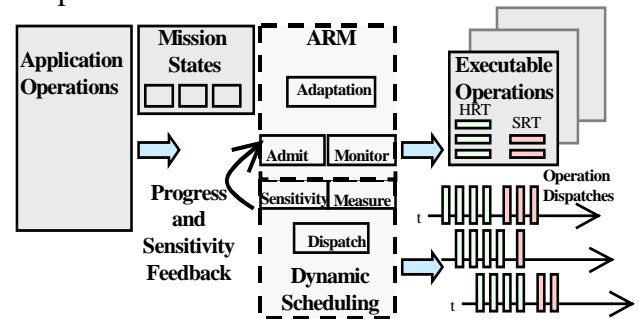 Application
Operations
Mission
States
ARM
Adaptation
Admit
Monitor
Sensitivity
Measure
Dispatch
Dynamic
Scheduling
Progress
and
Sensitivity
Feedback
Executable
Operations
HRT
SRT
Operation
Dispatches
t
t